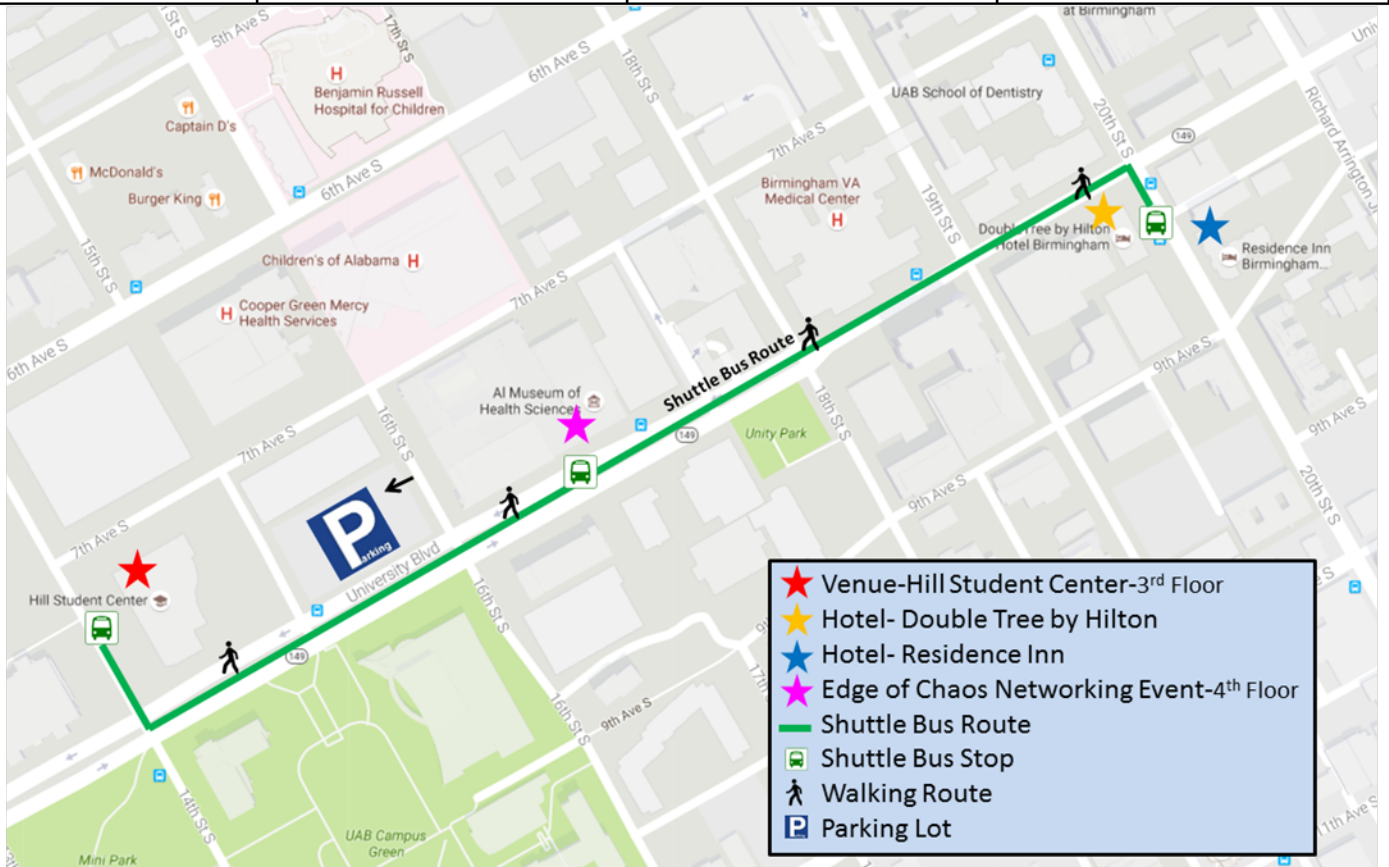 at Birmingham
5th Ave S
17th St S
6th Ave S
18th St S
Benjamin Russell
Hospital for Children
Captain D's
UAB School of Dentistry
20th St S
149
Richard Arrington
7th Ave S
McDonald's
Burger King
6th Ave S
Birmingham VA
Medical Center
19th St S
15th St S
Double Tree by Hilton
Hotel Birmingham
Residence Inn
Birmingham...
Children's of Alabama
7th Ave S
Cooper Green Mercy
Health Services
6th Ave S
Shuttle Bus Route
9th Ave S
Al Museum of
Health Sciences
16th St S
149
Unity Park
18th St S
9th Ave S
7th Ave S
20th St S
9th Ave S
P
Parking
7th Ave S
University Blvd
16th St S
Hill Student Center
149
16th St S
9th Ave S
17th
14th St S
UAB Campus
Green
Mini Park
11th Ave S
Venue-Hill Student Center-3rd Floor
Hotel- Double Tree by Hilton
Hotel- Residence Inn
Edge of Chaos Networking Event-4th Floor
Shuttle Bus Route
Shuttle Bus Stop
Walking Route
P Parking Lot